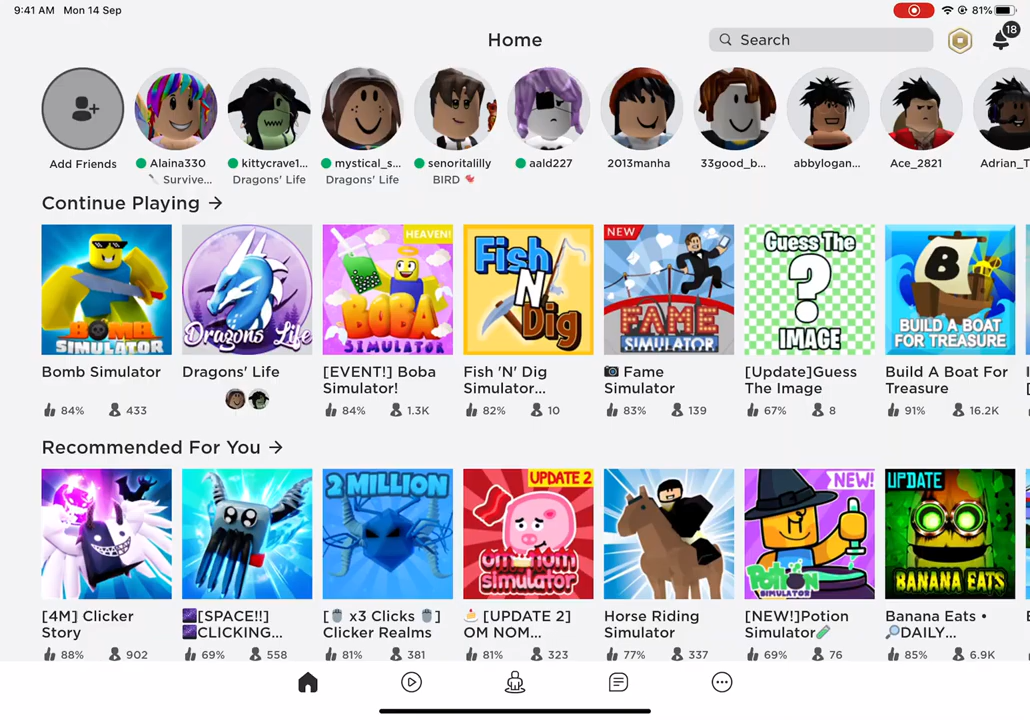 9:41 AM Mon 14 Sep
81%
Home
Search
18
Add Friends
Alaina330
kittycrave1...
mystical_s...
senoritalilly
aald227
2013manha
33good_b...
abbylogan...
Ace_2821
Adrian_T
🔪 Survive...
Dragons' Life
Dragons' Life
BIRD
Continue Playing →
BOMB
SIMULATOR
Dragons Life
HEAVEN!
BOBA
SIMULATOR
Fish
N'
Dig
NEW
FAME
SIMULATOR
Guess The
?
IMAGE
B
BUILD A BOAT
FOR TREASURE
Bomb Simulator
Dragons' Life
[EVENT!] Boba
Simulator!
Fish 'N' Dig
Simulator...
📷 Fame
Simulator
[Update]Guess
The Image
Build A Boat For
Treasure
84% 433
84% 1.3K
82% 10
83% 139
67% 8
91% 16.2K
Recommended For You →
2 MILLION
UPDATE 2
om nom
simulator
NEW!
POTION
SIMULATOR
UPDATE
BANANA EATS
[4M] Clicker
Story
[SPACE!!]
CLICKING...
[🖱️ x3 Clicks 🖱️]
Clicker Realms
[UPDATE 2]
OM NOM...
Horse Riding
Simulator
[NEW!]Potion
Simulator🧪
Banana Eats •
🔎DAILY...
88% 902
69% 558
81% 381
81% 323
77% 337
69% 76
85% 6.9K